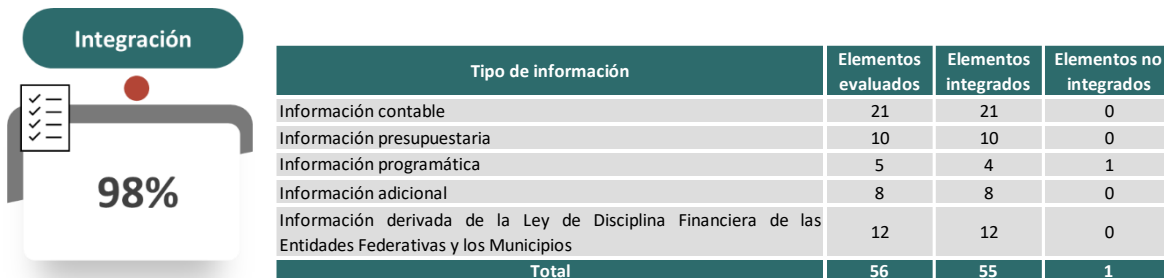 Integración
98%
Tipo de información
Elementos evaluados
Elementos integrados
Elementos no integrados
Información contable 21 21 0
Información presupuestaria 10 10 0
Información programática 5 4 1
Información adicional 8 8 0
Información derivada de la Ley de Disciplina Financiera de las
Entidades Federativas y los Municipios 12 12 0
Total 56 55 1